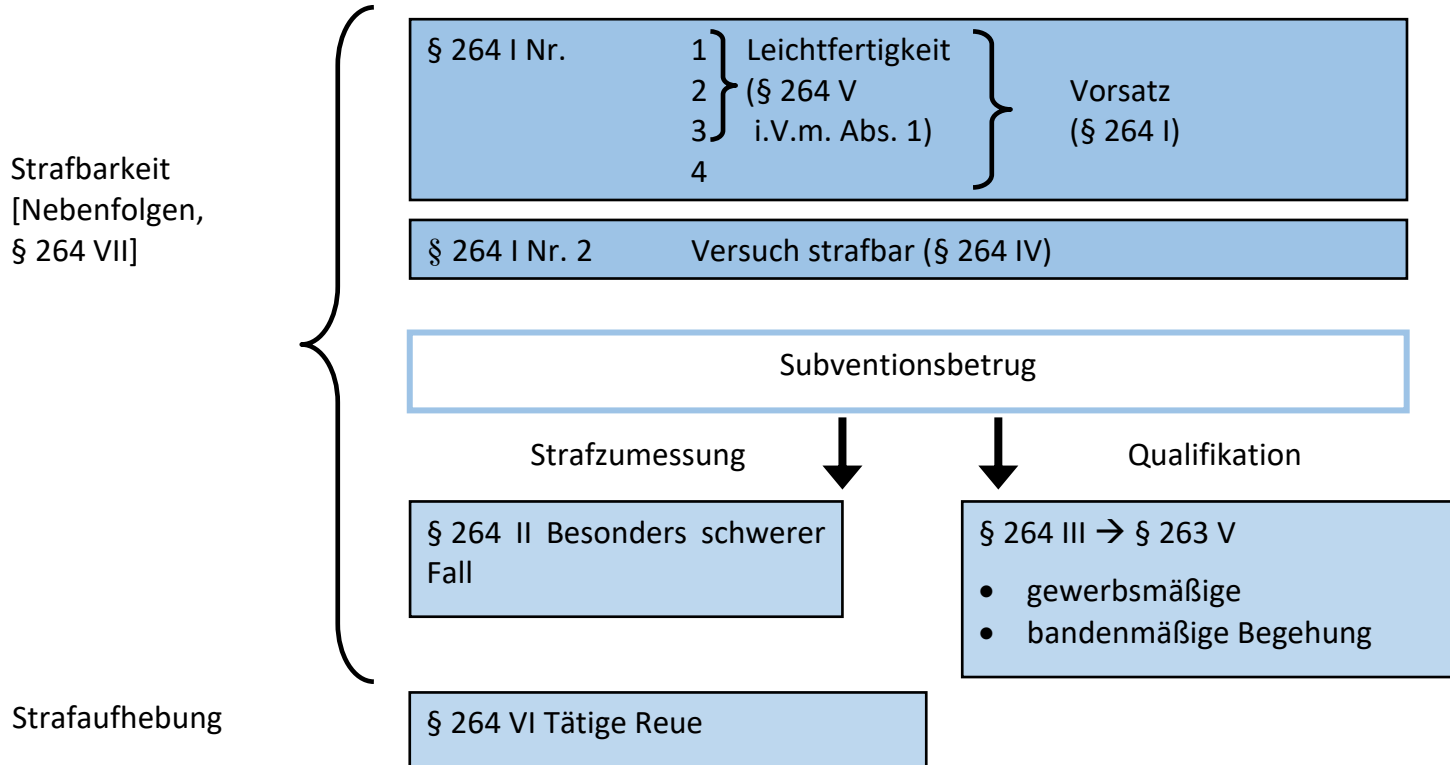 § 264 I Nr. 1 Leichtfertigkeit
2 (§ 264 V Vorsatz
3 i.V.m. Abs. 1) (§ 264 I)
4
Strafbarkeit
[Nebenfolgen,
§ 264 VII]
§ 264 I Nr. 2 Versuch strafbar (§ 264 IV)
Subventionsbetrug
Strafzumessung
Qualifikation
§ 264 II Besonders schwerer
Fall
§ 264 III → § 263 V
• gewerbsmäßige
• bandenmäßige Begehung
Strafaufhebung
§ 264 VI Tätige Reue